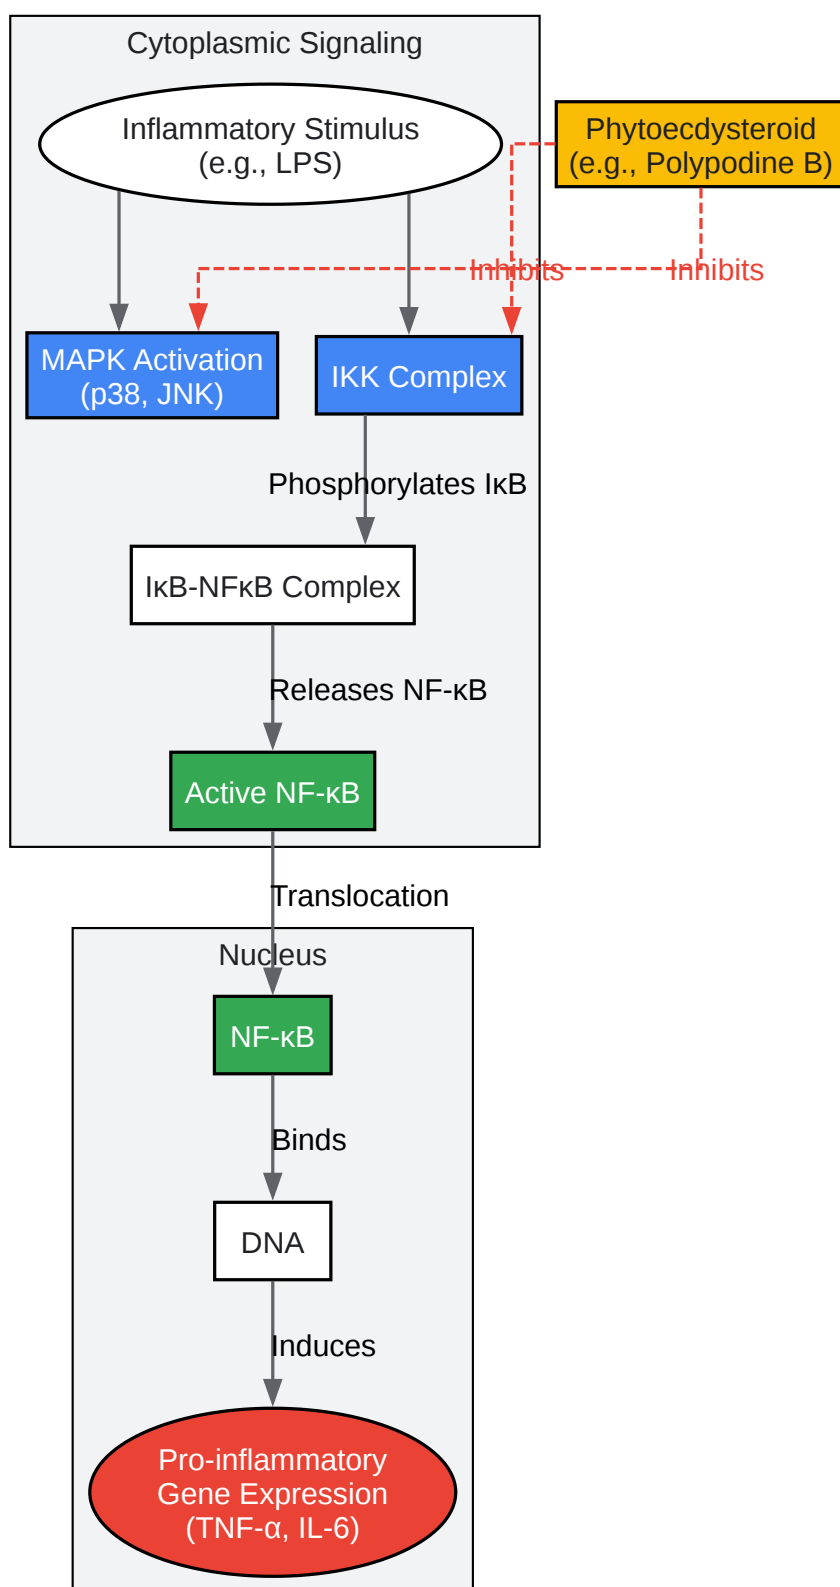 Cytoplasmic Signaling
Inflammatory Stimulus
(e.g., LPS)
Phytoecdysteroid
(e.g., Polypodine B)
Inhibits
Inhibits
MAPK Activation
(p38, JNK)
IKK Complex
Phosphorylates IκB
IκB-NFκB Complex
Releases NF-κB
Active NF-κB
Translocation
Nucleus
NF-κB
Binds
DNA
Induces
Pro-inflammatory
Gene Expression
(TNF-α, IL-6)